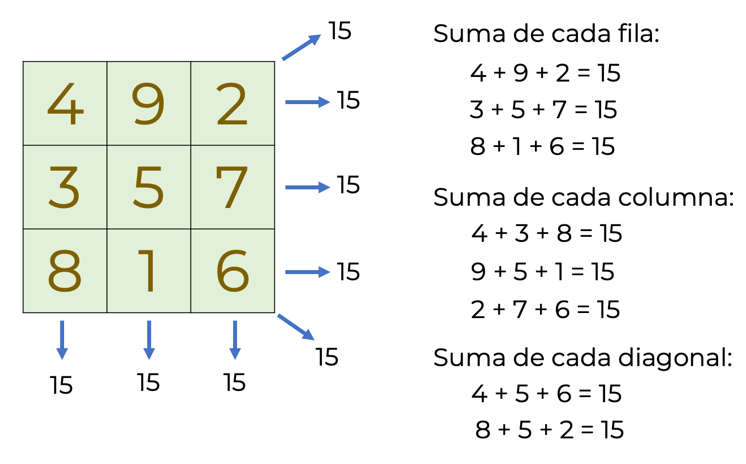 15
4 9 2 15
3 5 7 15
8 1 6 15
15
15 15 15
Suma de cada fila:
4 + 9 + 2 = 15
3 + 5 + 7 = 15
8 + 1 + 6 = 15
Suma de cada columna:
4 + 3 + 8 = 15
9 + 5 + 1 = 15
2 + 7 + 6 = 15
Suma de cada diagonal:
4 + 5 + 6 = 15
8 + 5 + 2 = 15